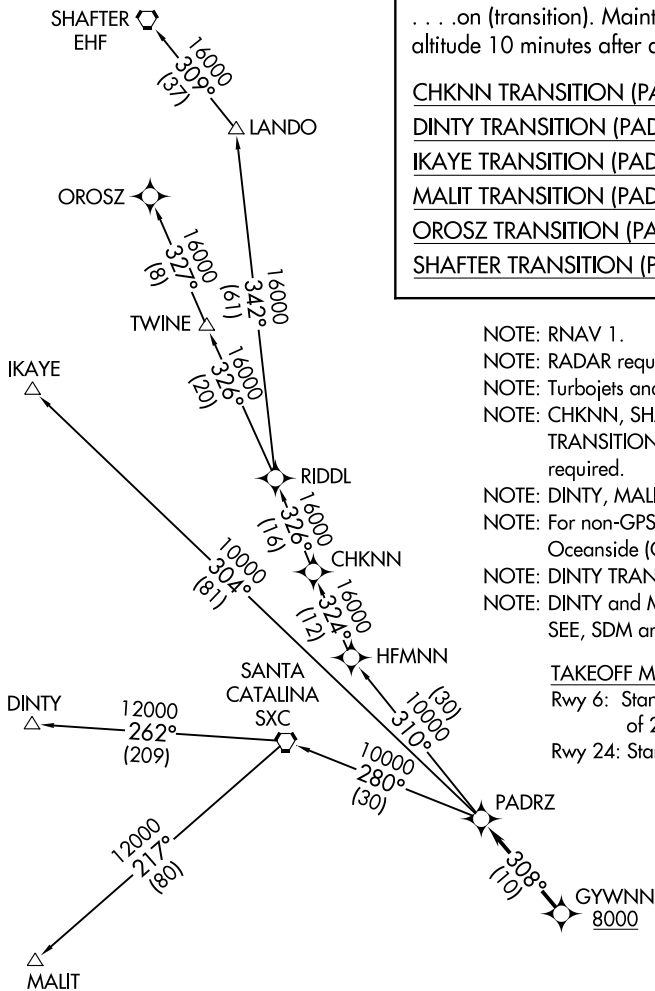 SHAFTER
EHF
16000
309°
(37)
LANDO
OROSZ
16000
327°
(8)
16000
342°
(61)
TWINE
16000
326°
(20)
IKAYE
RIDDL
16000
326°
(16)
CHKNN
10000
304°
(81)
16000
324°
(12)
HFMNN
SANTA
CATALINA
SXC
DINTY
12000
262°
(209)
(30)
10000
310°
10000
280°
(30)
PADRZ
12000
217°
(80)
308°
(10)
GYWNN
8000
MALIT
. . . .on (transition). Maint
altitude 10 minutes after
CHKNN TRANSITION (PA
DINTY TRANSITION (PAD
IKAYE TRANSITION (PAD
MALIT TRANSITION (PAD
OROSZ TRANSITION (PA
SHAFTER TRANSITION (P
NOTE: RNAV 1.
NOTE: RADAR requ
NOTE: Turbojets and
NOTE: CHKNN, SHA
TRANSITION
required.
NOTE: DINTY, MALI
NOTE: For non-GPS
Oceanside (
NOTE: DINTY TRAN
NOTE: DINTY and M
SEE, SDM an
TAKEOFF M
Rwy 6: Stan
of 2
Rwy 24: Stan